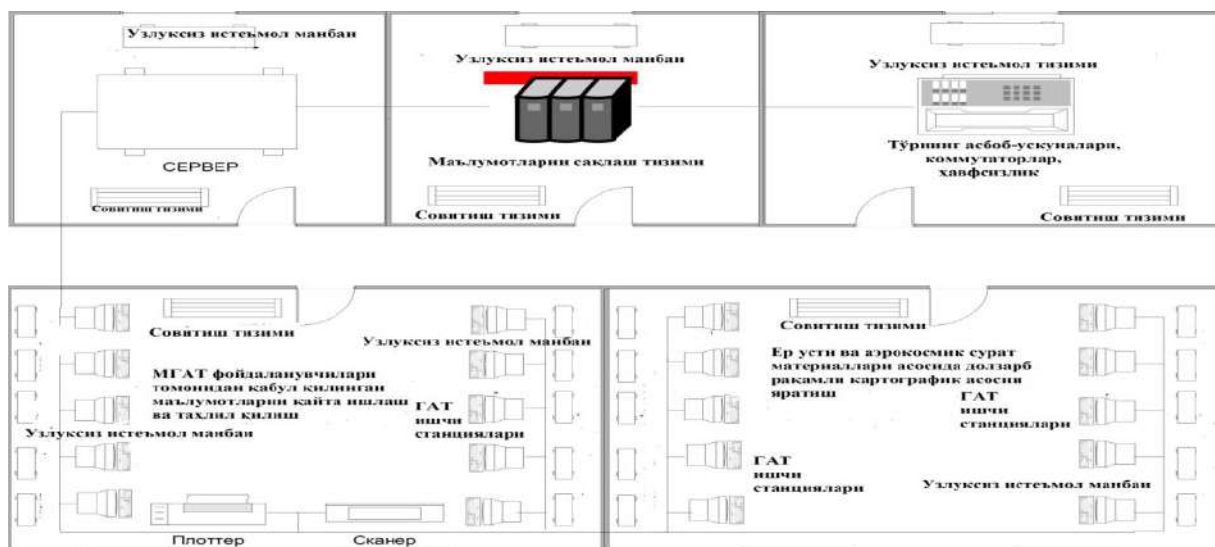 Узлуксиз истеъмол манбаи
СЕРВЕР
Совитиш тизими
Узлуксиз истеъмол манбаи
Маълумотларни сақлаш тизими
Совитиш тизими
Узлуксиз истеъмол тизими
Тўрнинг асбоб-ускуналари,
коммутаторлар,
хавфсизлик
Совитиш тизими
Совитиш тизими
Узлуксиз истеъмол манбаи
МГАТ фойдаланувчилари
томонидан қабул қилинган
маълумотларни қайта ишлаш
ва таҳлил қилиш
ГАТ
ишчи
станциялари
Узлуксиз истеъмол манбаи
Плоттер
Сканер
Совитиш тизими
Ер усти ва аэрокосмик сурат
материаллари асосида долзарб
рақамли картографик асосни
яратиш
ГАТ
ишчи
станциялари
ГАТ
ишчи
станциялари
Узлуксиз истеъмол манбаи